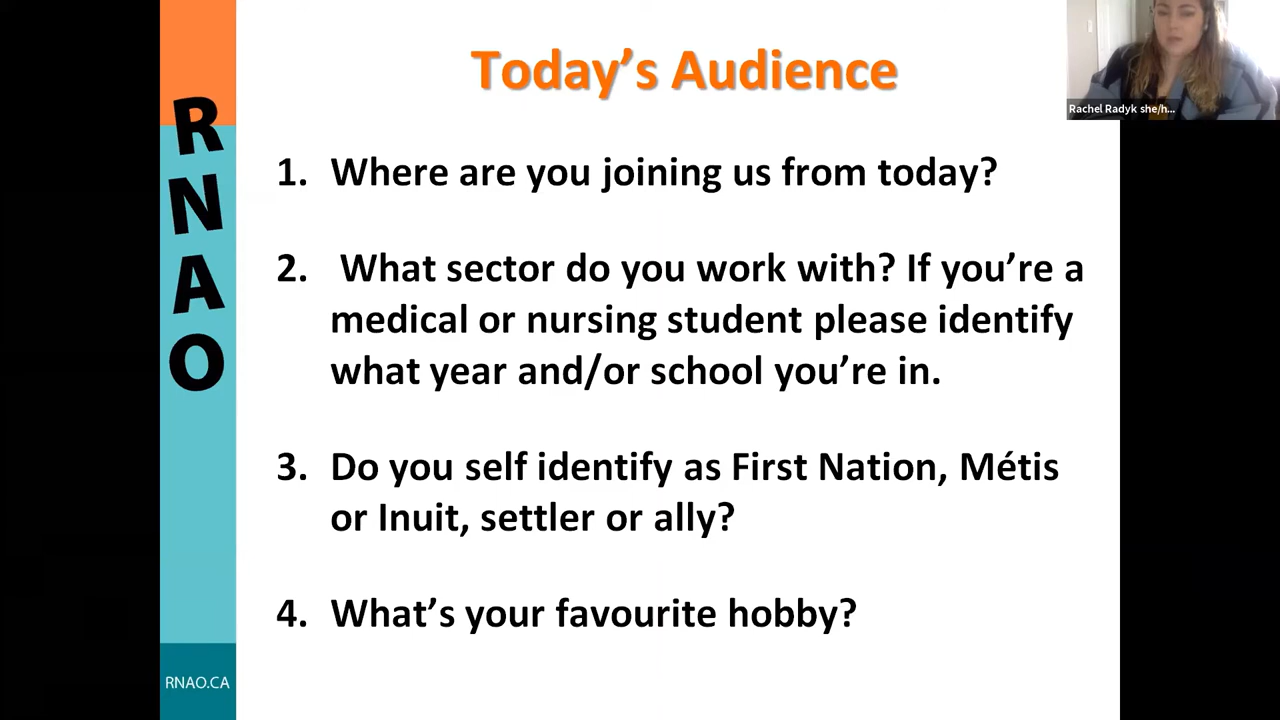 Today's Audience
Rachel Radyk she/h...
R
N
A
O
1. Where are you joining us from today?
2. What sector do you work with? If you're a
medical or nursing student please identify
what year and/or school you're in.
3. Do you self identify as First Nation, Métis
or Inuit, settler or ally?
4. What's your favourite hobby?
RNAO.CA